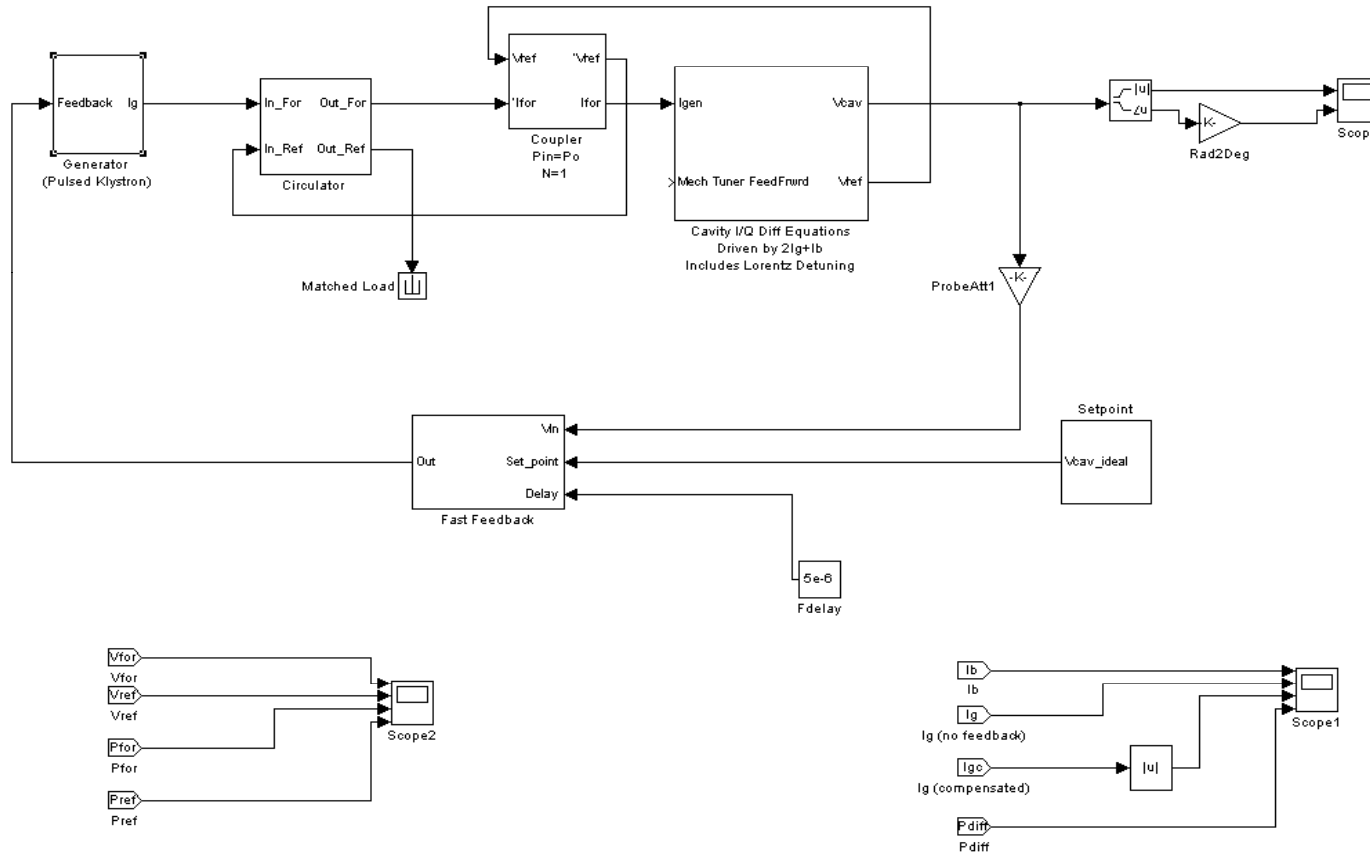 Feedback
Ig
Generator
(Pulsed Klystron)
In_For
Out_For
In_Ref
Out_Ref
Circulator
Matched Load
Vref
'Vref
'Ifor
Ifor
Coupler
Pin=Po
N=1
Igen
Vcav
Mech Tuner FeedFrwrd
Vref
Cavity I/Q Diff Equations
Driven by 2Ig+Ib
Includes Lorentz Detuning
|u|
∠u
-K-
Rad2Deg
Scop
-K-
ProbeAtt1
Setpoint
Vcav_ideal
Vin
Out
Set_point
Delay
Fast Feedback
5e-6
Fdelay
Vfor
Vfor
Vref
Vref
Pfor
Pfor
Pref
Pref
Scope2
Ib
Ib
Ig
Ig (no feedback)
Igc
Ig (compensated)
|u|
Pdiff
Pdiff
Scope1